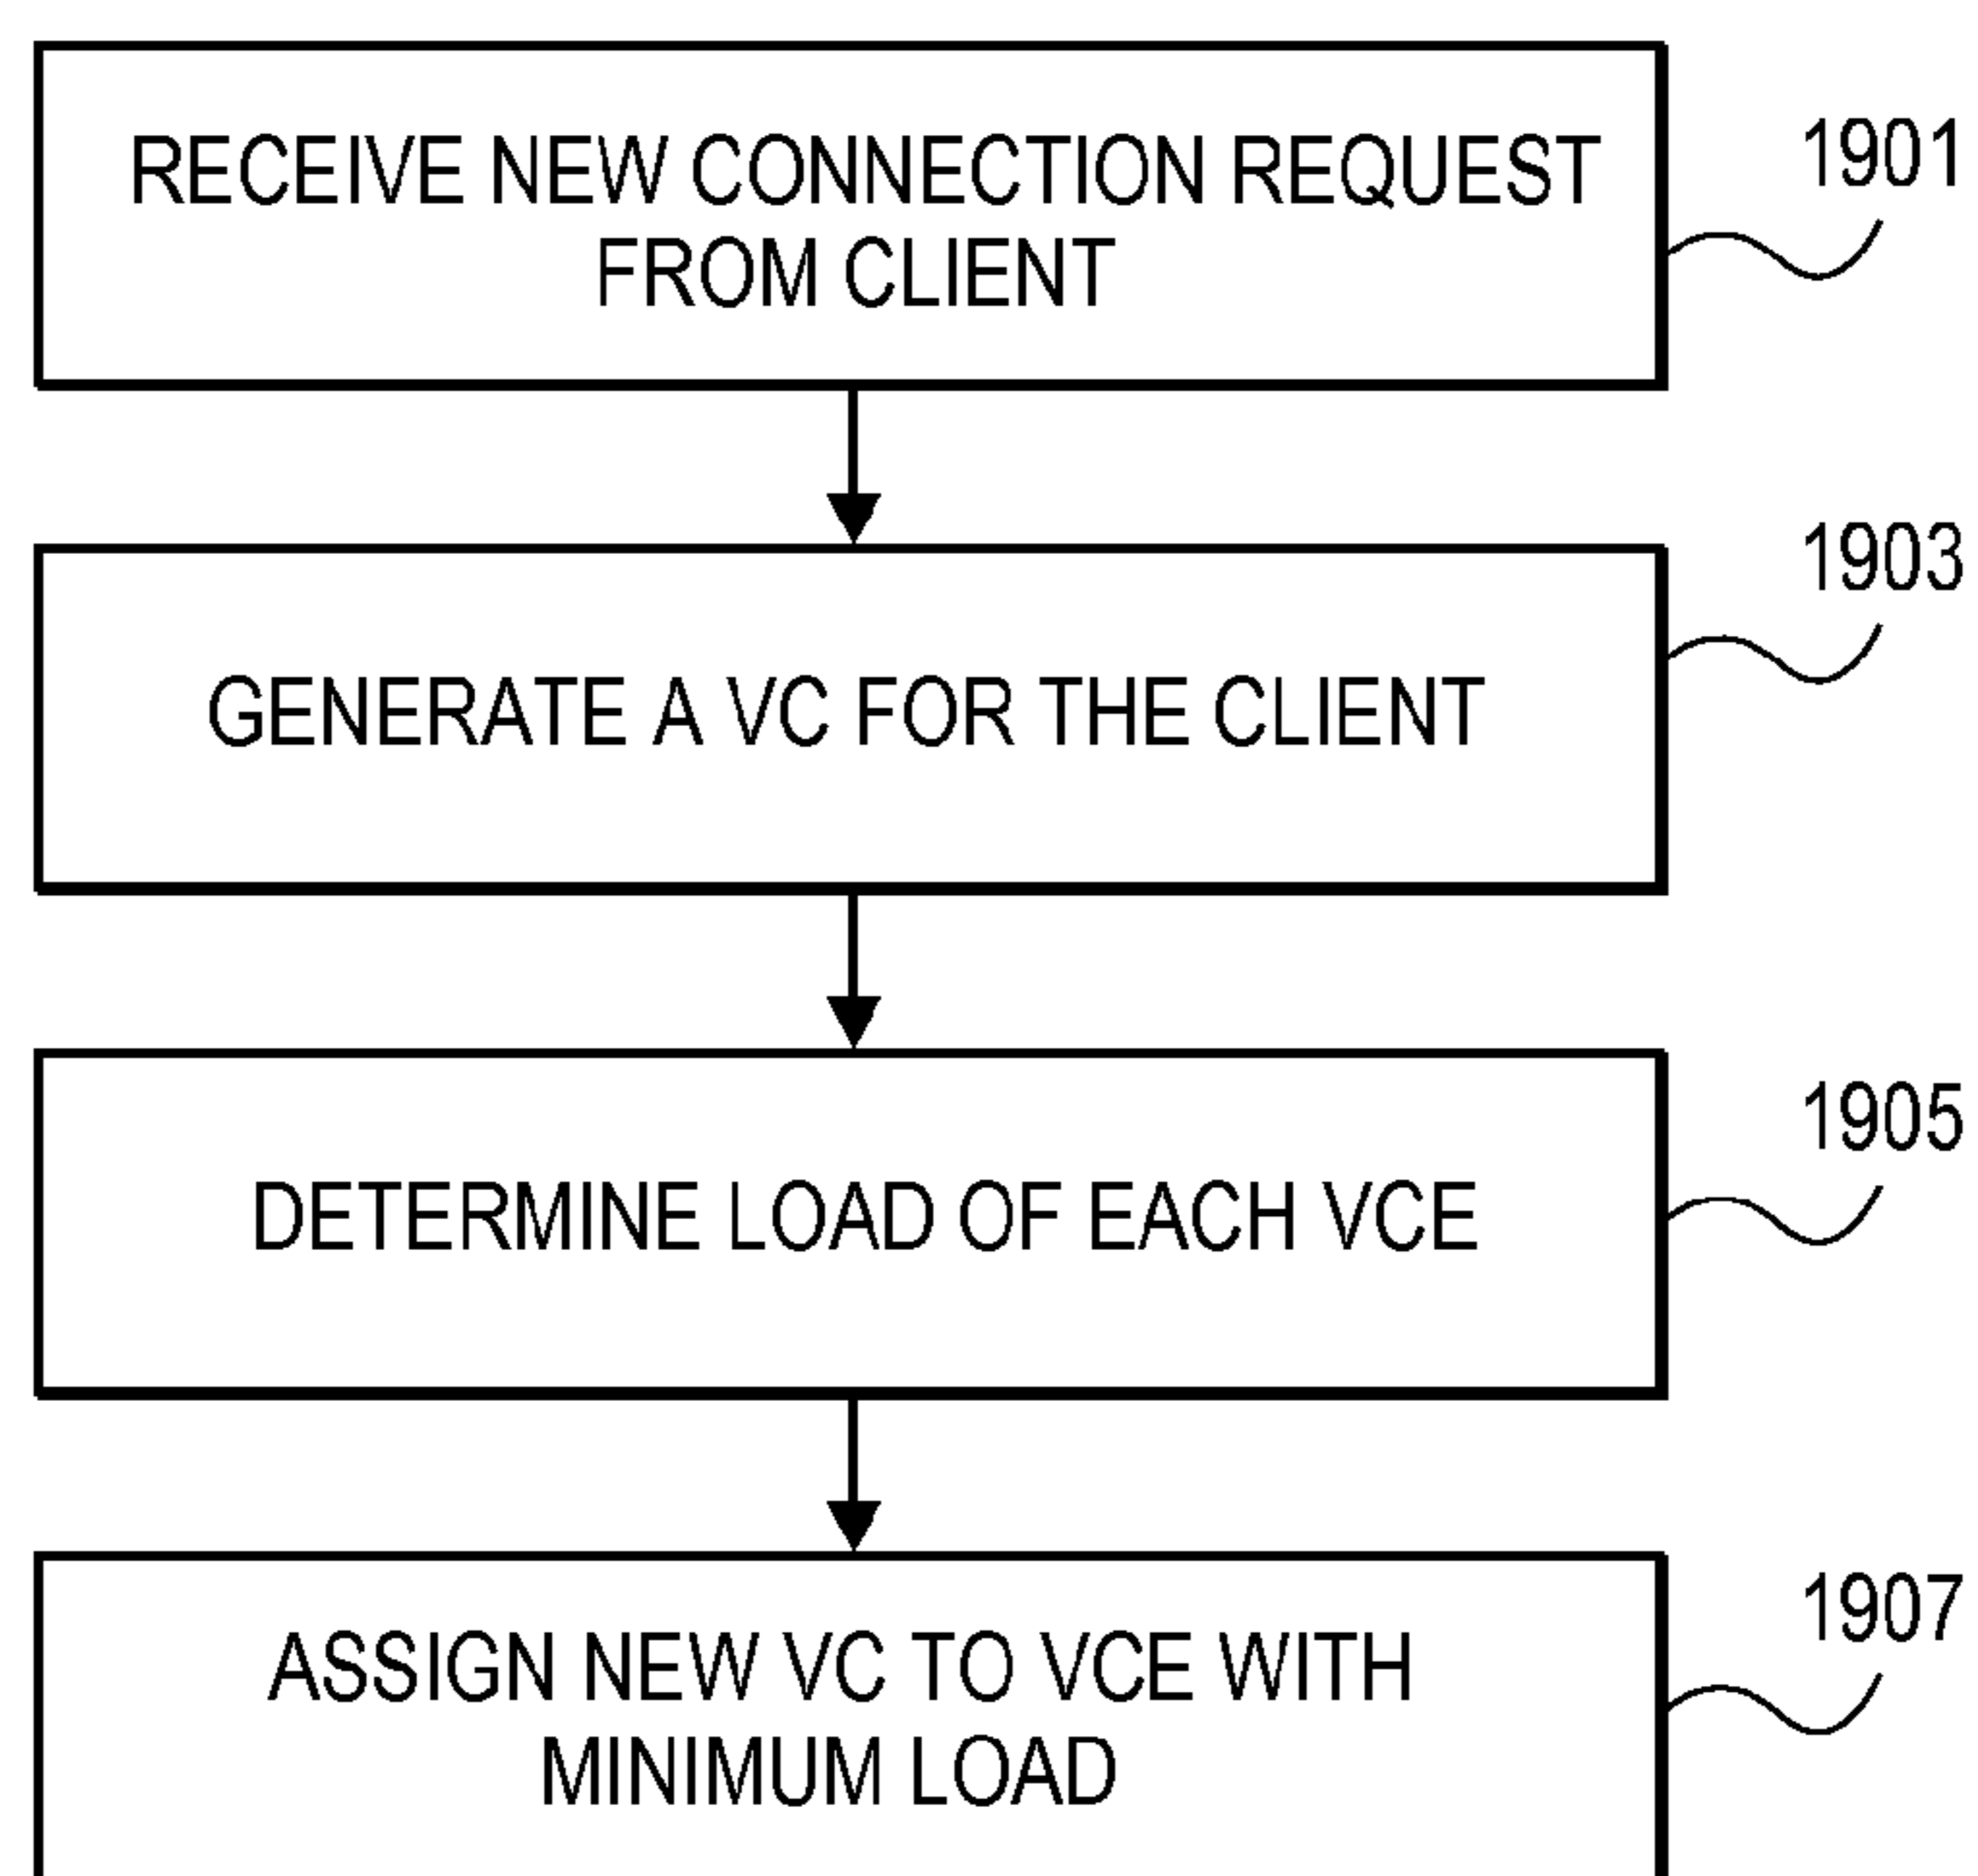 RECEIVE NEW CONNECTION REQUEST
FROM CLIENT
1901
GENERATE A VC FOR THE CLIENT
1903
DETERMINE LOAD OF EACH VCE
1905
ASSIGN NEW VC TO VCE WITH
MINIMUM LOAD
1907